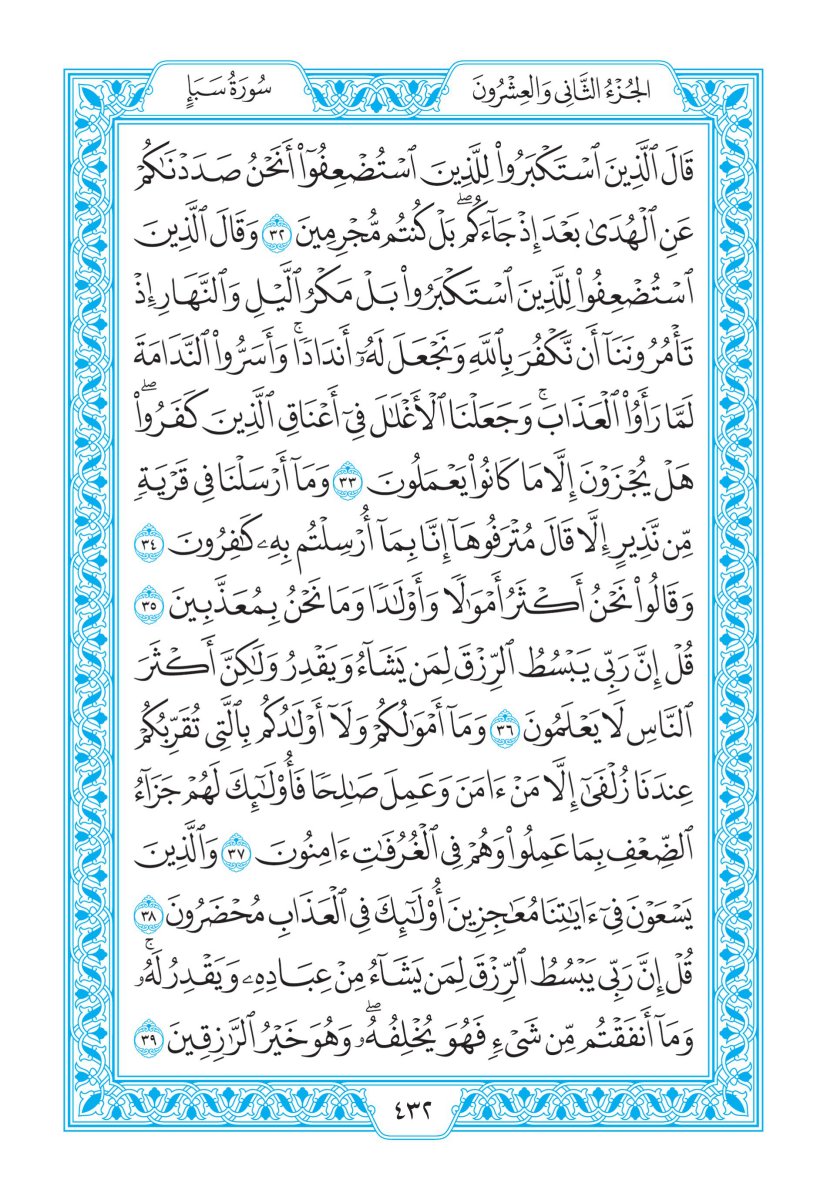 الجُزْءُ الثَّانِي وَالعِشْرُونَ
سُورَةُ سَبَإٍ
قَالَ ٱلَّذِينَ ٱسْتَكْبَرُوا۟ لِلَّذِينَ ٱسْتُضْعِفُوٓا۟ أَنَحْنُ صَدَدْنَٰكُمْ
عَنِ ٱلْهُدَىٰ بَعْدَ إِذْ جَآءَكُمۖ بَلْ كُنتُم مُّجْرِمِينَ ٣٢ وَقَالَ ٱلَّذِينَ
ٱسْتُضْعِفُوا۟ لِلَّذِينَ ٱسْتَكْبَرُوا۟ بَلْ مَكْرُ ٱلَّيْلِ وَٱلنَّهَارِ إِذْ
تَأْمُرُونَنَآ أَن نَّكْفُرَ بِٱللَّهِ وَنَجْعَلَ لَهُۥٓ أَندَادًاۚ وَأَسَرُّوا۟ ٱلنَّدَامَةَ
لَمَّا رَأَوُا۟ ٱلْعَذَابَۚ وَجَعَلْنَا ٱلْأَغْلَٰلَ فِىٓ أَعْنَاقِ ٱلَّذِينَ كَفَرُوا۟ۖ
هَلْ يُجْزَوْنَ إِلَّا مَا كَانُوا۟ يَعْمَلُونَ ٣٣ وَمَآ أَرْسَلْنَا فِى قَرْيَةٍ
مِّن نَّذِيرٍ إِلَّا قَالَ مُتْرَفُوهَآ إِنَّا بِمَآ أُرْسِلْتُم بِهِۦ كَٰفِرُونَ ٣٤
وَقَالُوا۟ نَحْنُ أَكْثَرُ أَمْوَٰلًا وَأَوْلَٰدًا وَمَا نَحْنُ بِمُعَذَّبِينَ ٣٥
قُلْ إِنَّ رَبِّى يَبْسُطُ ٱلرِّزْقَ لِمَن يَشَآءُ وَيَقْدِرُ وَلَٰكِنَّ أَكْثَرَ
ٱلنَّاسِ لَا يَعْلَمُونَ ٣٦ وَمَآ أَمْوَٰلُكُمْ وَلَآ أَوْلَٰدُكُم بِٱلَّتِى تُقَرِّبُكُمْ
عِندَنَا زُلْفَىٰٓ إِلَّا مَنْ ءَامَنَ وَعَمِلَ صَٰلِحًا فَأُو۟لَٰٓئِكَ لَهُمْ جَزَآءُ
ٱلضِّعْفِ بِمَا عَمِلُوا۟ وَهُمْ فِى ٱلْغُرُفَٰتِ ءَامِنُونَ ٣٧ وَٱلَّذِينَ
يَسْعَوْنَ فِىٓ ءَايَٰتِنَا مُعَٰجِزِينَ أُو۟لَٰٓئِكَ فِى ٱلْعَذَابِ مُحْضَرُونَ ٣٨
قُلْ إِنَّ رَبِّى يَبْسُطُ ٱلرِّزْقَ لِمَن يَشَآءُ مِنْ عِبَادِهِۦ وَيَقْدِرُ لَهُۥۚ
وَمَآ أَنفَقْتُم مِّن شَىْءٍ فَهُوَ يُخْلِفُهُۥۖ وَهُوَ خَيْرُ ٱلرَّٰزِقِينَ ٣٩
٤٣٢